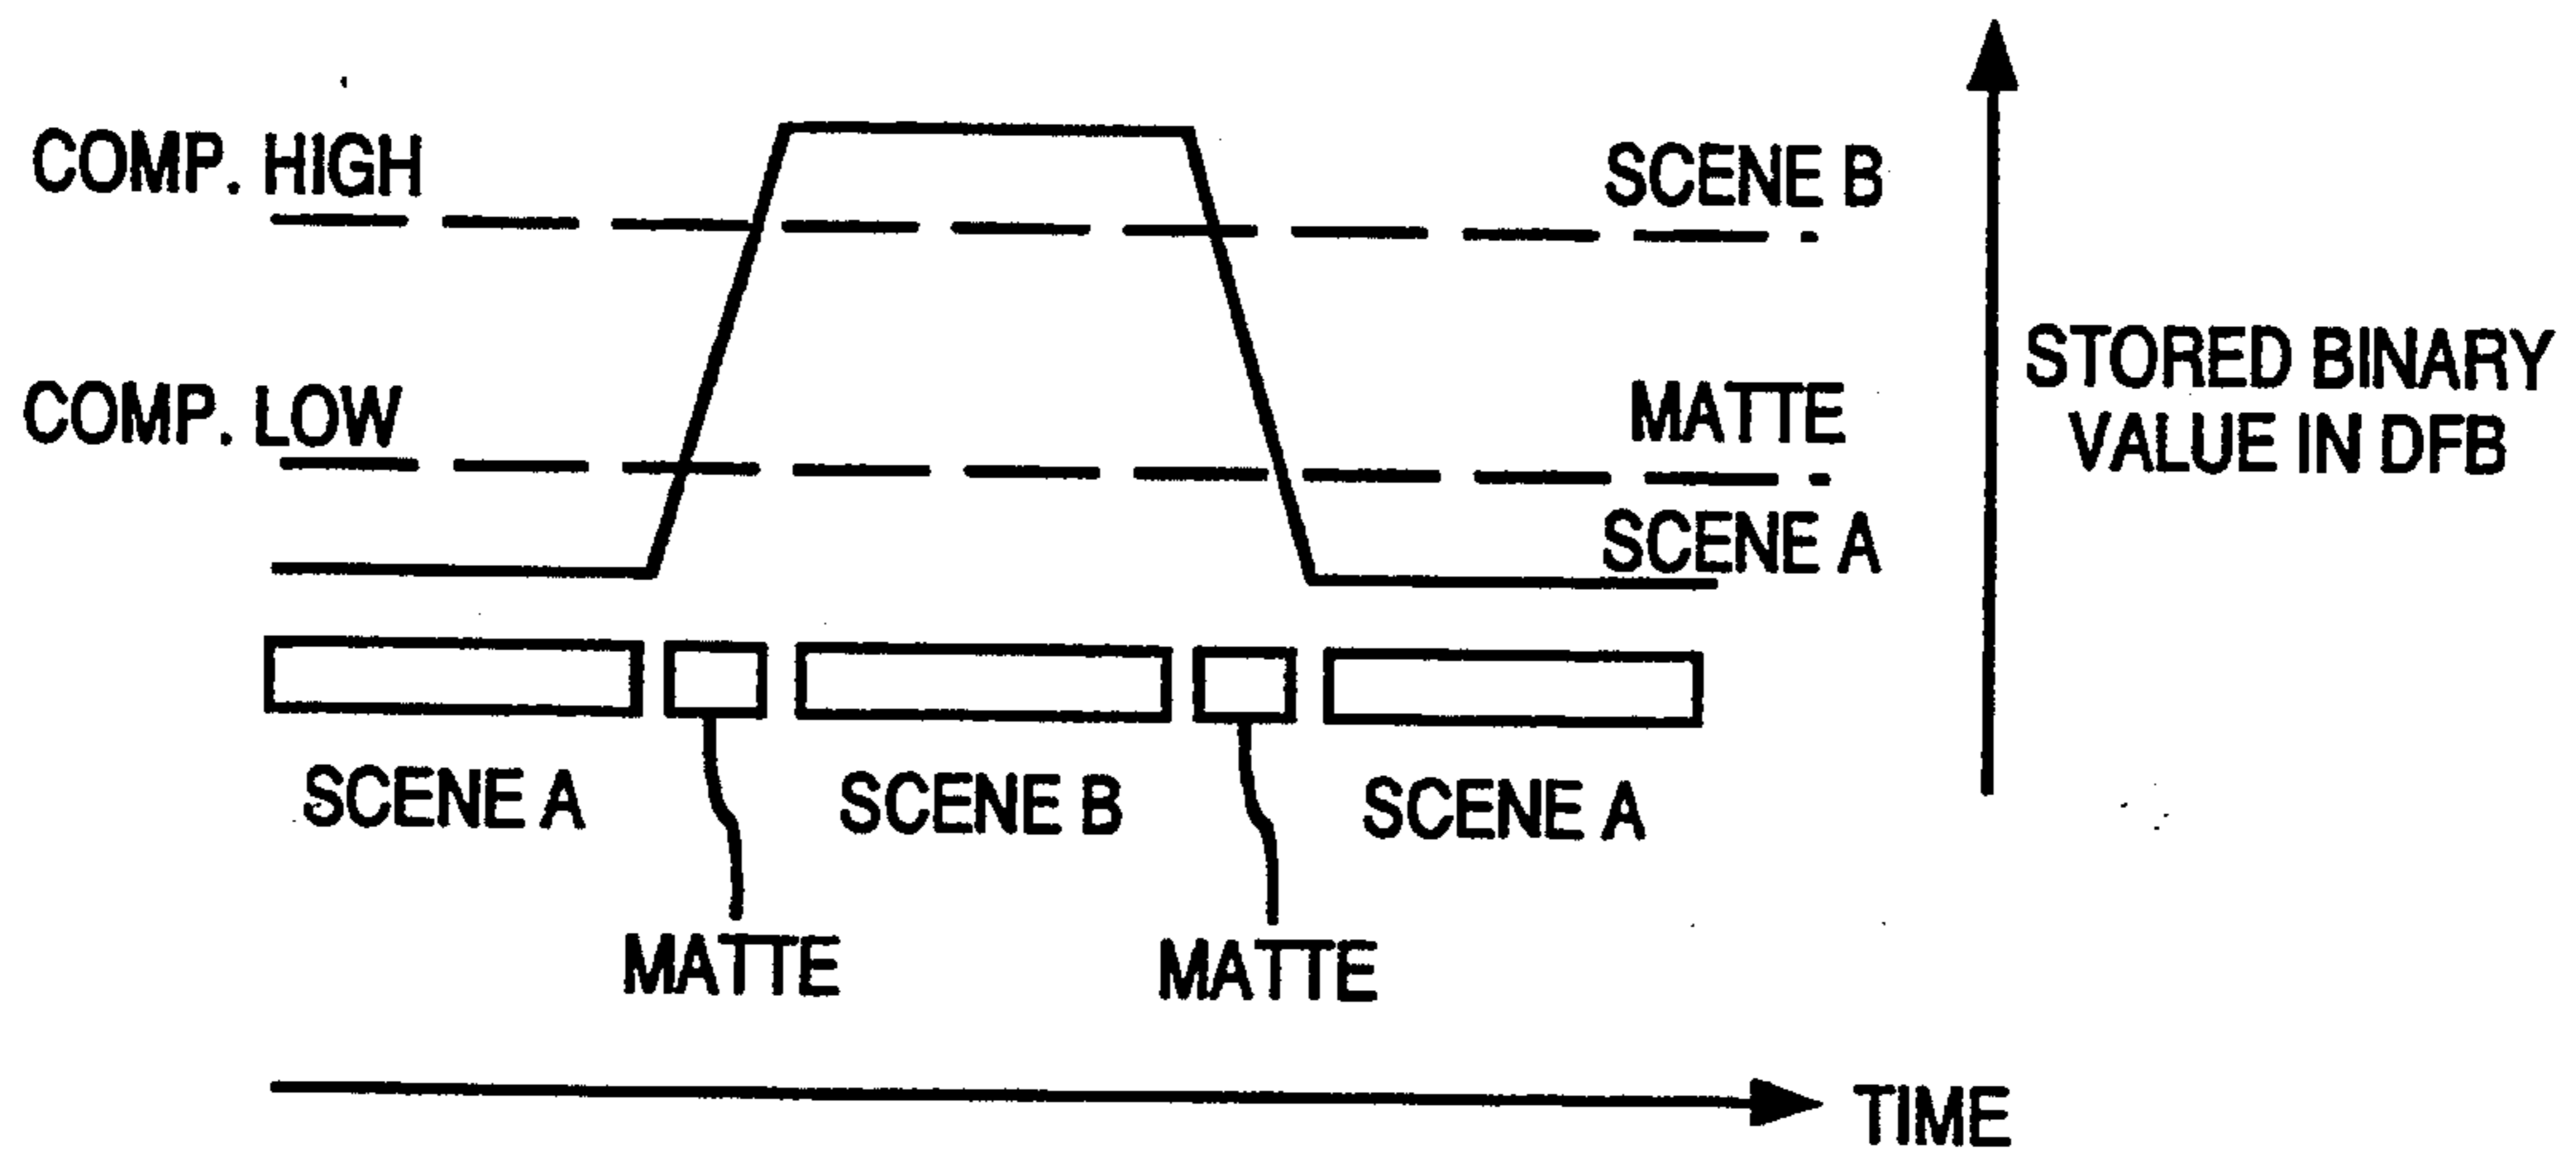 COMP. HIGH
SCENE B
COMP. LOW
MATTE
STORED BINARY
VALUE IN DFB
SCENE A
SCENE A
SCENE B
SCENE A
MATTE
MATTE
TIME